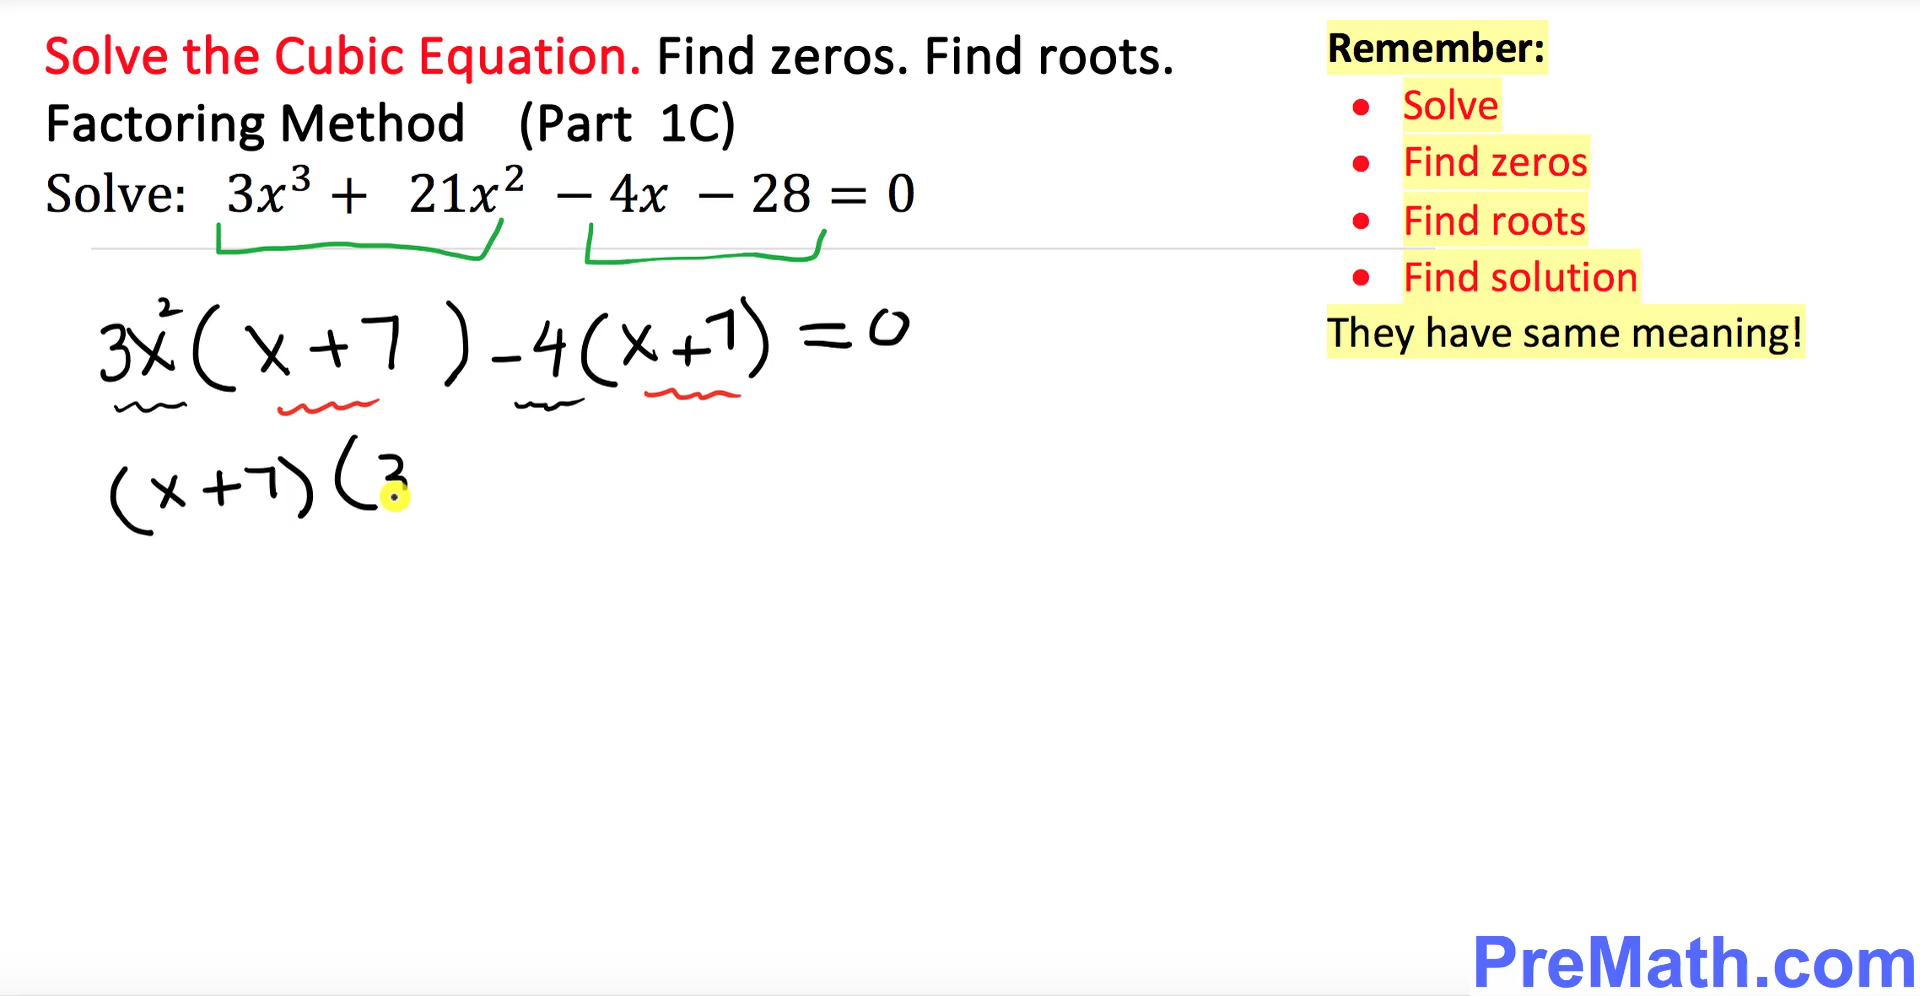 Solve the Cubic Equation. Find zeros. Find roots.
Factoring Method (Part 1C)
Solve: 3x³ + 21x² − 4x − 28 = 0
3x²(x+7) -4(x+7) = 0
(x+7)(3
Remember:
• Solve
• Find zeros
• Find roots
• Find solution
They have same meaning!
PreMath.com